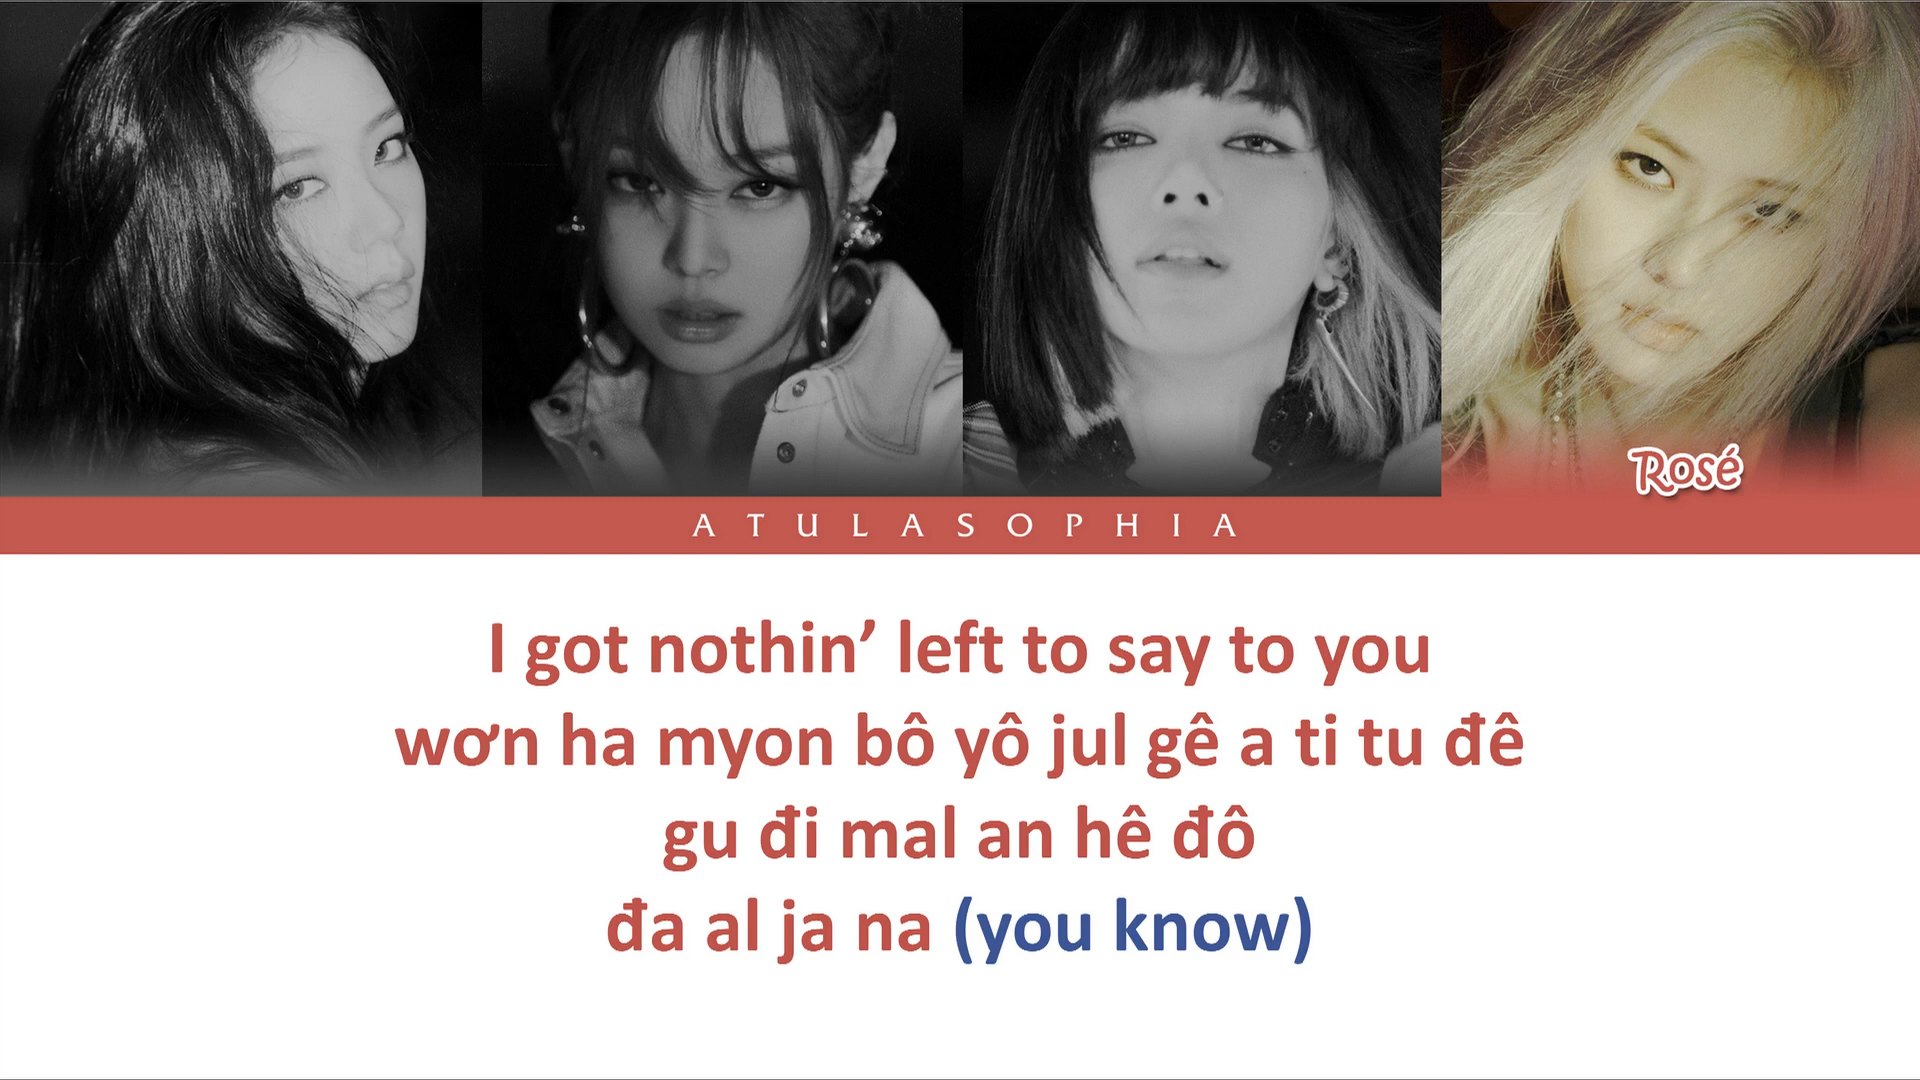 Rosé
ATULASOPHIA
I got nothin’ left to say to you
wơn ha myon bô yô jul gê a ti tu đê
gu đi mal an hê đô
đa al ja na (you know)